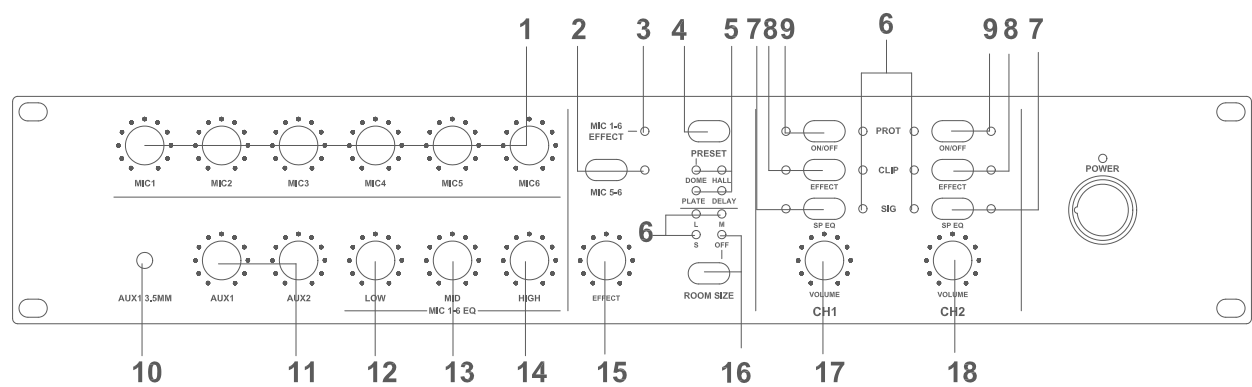 1 2 3 4 5 7 8 9 6 9 8 7
MIC 1-6
EFFECT
PROT
ON/OFF ON/OFF
PRESET
MIC1 MIC2 MIC3 MIC4 MIC5 MIC6
MIC 5-6
DOME HALL
CLIP
POWER
EFFECT EFFECT
PLATE DELAY
SIG
L M
SP EQ SP EQ
6
S OFF
AUX1 3.5MM AUX1 AUX2 LOW MID HIGH EFFECT ROOM SIZE VOLUME VOLUME
MIC 1-6 EQ
CH1 CH2
10 11 12 13 14 15 16 17 18